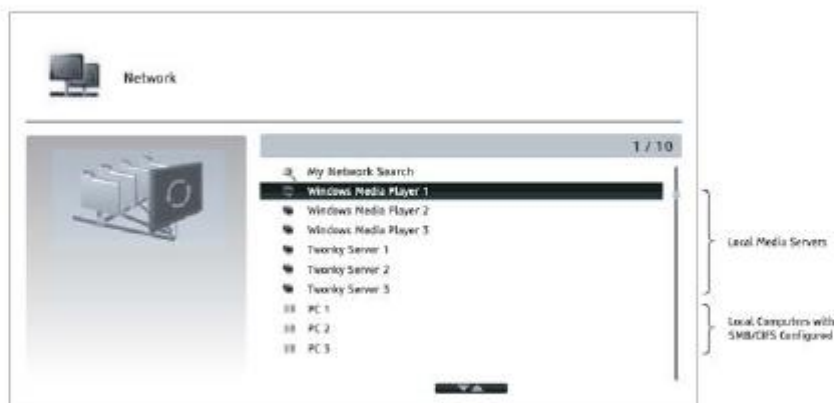 Network
1 / 10
My Network Search
Windows Media Player 1
Windows Media Player 2
Windows Media Player 3
Twonky Server 1
Twonky Server 2
Twonky Server 3
PC 1
PC 2
PC 3
Local Media Servers
Local Computers with
SMB/CIFS Configured